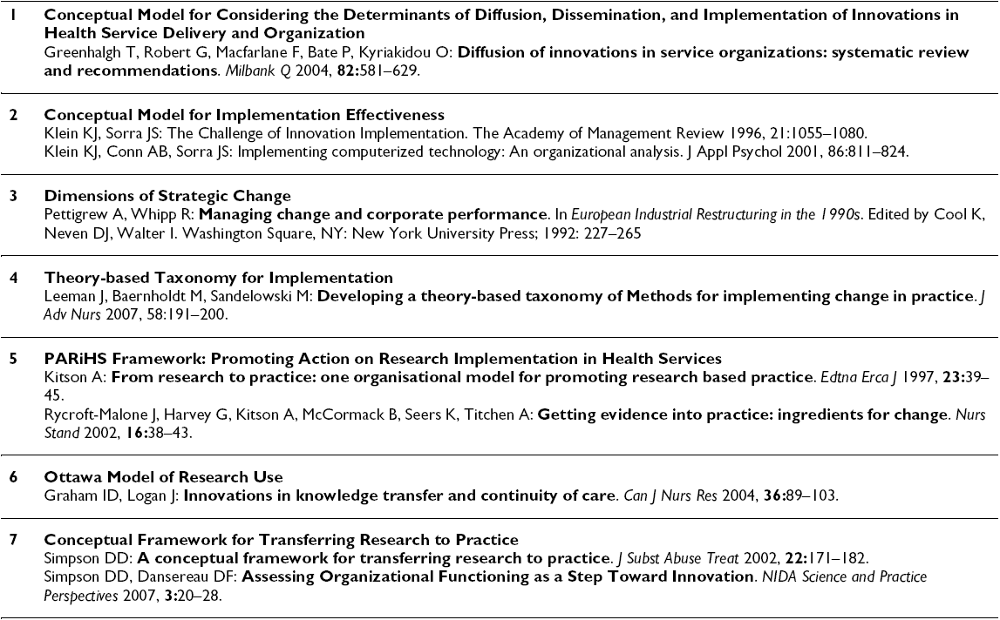 1 Conceptual Model for Considering the Determinants of Diffusion, Dissemination, and Implementation of Innovations in
Health Service Delivery and Organization
Greenhalgh T, Robert G, Macfarlane F, Bate P, Kyriakidou O: Diffusion of innovations in service organizations: systematic review
and recommendations. Milbank Q 2004, 82:581–629.
2 Conceptual Model for Implementation Effectiveness
Klein KJ, Sorra JS: The Challenge of Innovation Implementation. The Academy of Management Review 1996, 21:1055–1080.
Klein KJ, Conn AB, Sorra JS: Implementing computerized technology: An organizational analysis. J Appl Psychol 2001, 86:811–824.
3 Dimensions of Strategic Change
Pettigrew A, Whipp R: Managing change and corporate performance. In European Industrial Restructuring in the 1990s. Edited by Cool K,
Neven DJ, Walter I. Washington Square, NY: New York University Press; 1992: 227–265
4 Theory-based Taxonomy for Implementation
Leeman J, Baernholdt M, Sandelowski M: Developing a theory-based taxonomy of Methods for implementing change in practice. J
Adv Nurs 2007, 58:191–200.
5 PARiHS Framework: Promoting Action on Research Implementation in Health Services
Kitson A: From research to practice: one organisational model for promoting research based practice. Edtna Erca J 1997, 23:39–
45.
Rycroft-Malone J, Harvey G, Kitson A, McCormack B, Seers K, Titchen A: Getting evidence into practice: ingredients for change. Nurs
Stand 2002, 16:38–43.
6 Ottawa Model of Research Use
Graham ID, Logan J: Innovations in knowledge transfer and continuity of care. Can J Nurs Res 2004, 36:89–103.
7 Conceptual Framework for Transferring Research to Practice
Simpson DD: A conceptual framework for transferring research to practice. J Subst Abuse Treat 2002, 22:171–182.
Simpson DD, Dansereau DF: Assessing Organizational Functioning as a Step Toward Innovation. NIDA Science and Practice
Perspectives 2007, 3:20–28.